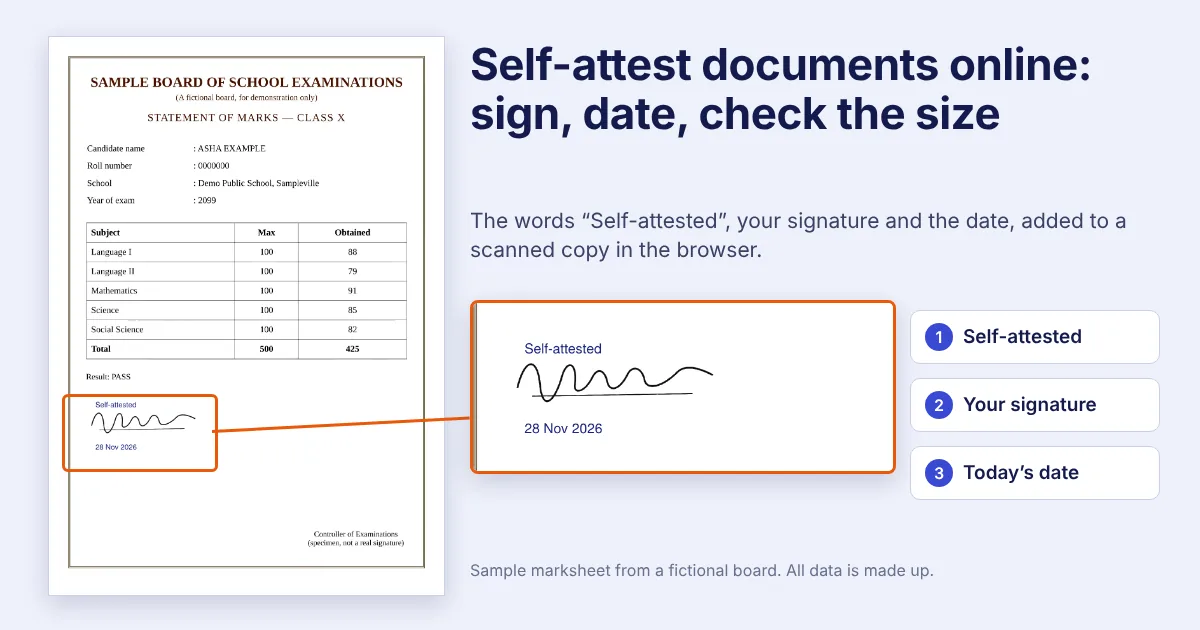 SAMPLE BOARD OF SCHOOL EXAMINATIONS
(A fictional board, for demonstration only)
STATEMENT OF MARKS — CLASS X
Candidate name : ASHA EXAMPLE
Roll number : 0000000
School : Demo Public School, Sampleville
Year of exam : 2099
Subject Max Obtained
Language I 100 88
Language II 100 79
Mathematics 100 91
Science 100 85
Social Science 100 82
Total 500 425
Result: PASS
Self-attested
28 Nov 2026
Controller of Examinations
(specimen, not a real signature)
Self-attest documents online:
sign, date, check the size
The words “Self-attested”, your signature and the date, added to a
scanned copy in the browser.
Self-attested
28 Nov 2026
1 Self-attested
2 Your signature
3 Today’s date
Sample marksheet from a fictional board. All data is made up.